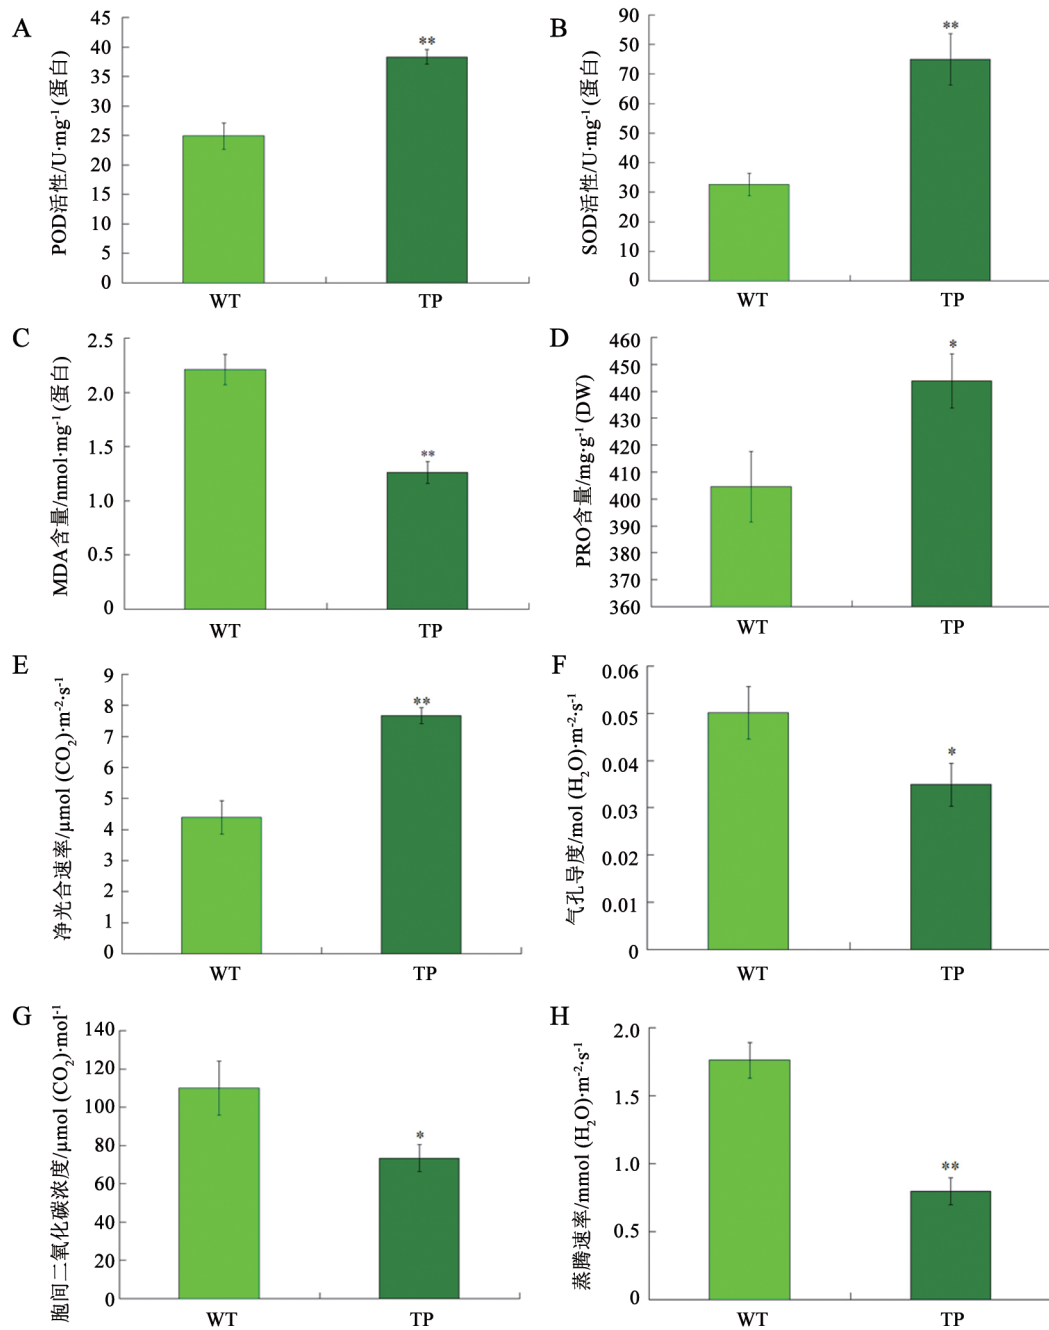 A
POD活性/U·mg⁻¹ (蛋白)
45
40
35
30
25
20
15
10
5
0
**
WT
TP
B
SOD活性/U·mg⁻¹ (蛋白)
90
50
70
60
50
40
30
20
10
0
**
WT
TP
C
MDA含量/nmol·mg⁻¹ (蛋白)
2.5
2.0
1.5
1.0
0.5
0
**
WT
TP
D
PRO含量/mg·g⁻¹ (DW)
460
450
440
430
420
410
400
390
380
370
360
*
WT
TP
E
净光合速率/μmol (CO₂)·m⁻²·s⁻¹
9
8
7
6
5
4
3
2
1
0
**
WT
TP
F
气孔导度/mol (H₂O)·m⁻²·s⁻¹
0.06
0.05
0.04
0.03
0.02
0.01
0
*
WT
TP
G
胞间二氧化碳浓度/μmol (CO₂)·mol⁻¹
140
120
100
80
60
40
20
0
*
WT
TP
H
蒸腾速率/mmol (H₂O)·m⁻²·s⁻¹
2.0
1.5
1.0
0.5
0
**
WT
TP